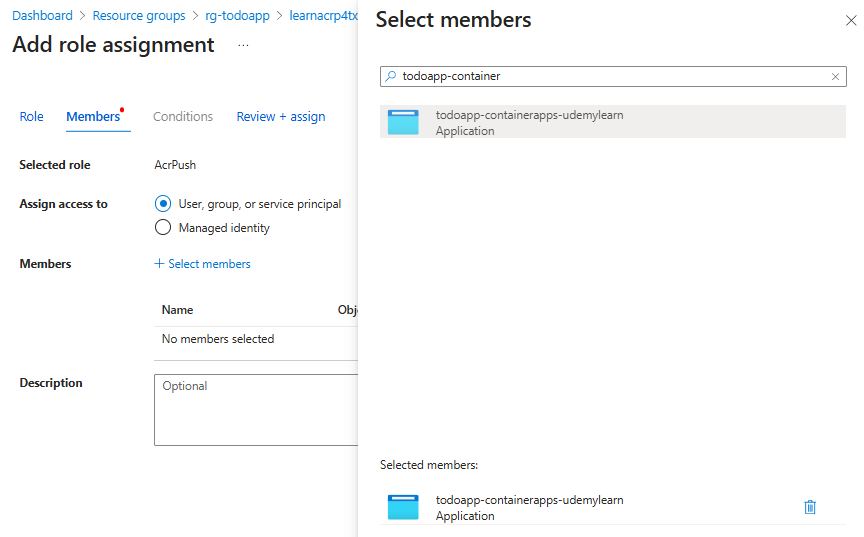 Dashboard > Resource groups > rg-todoapp > learnacrp4tx
Add role assignment ...
Role Members Conditions Review + assign
Selected role AcrPush
Assign access to User, group, or service principal
Managed identity
Members + Select members
Name Obje
No members selected
Description Optional
Select members
todoapp-container
todoapp-containerapps-udemylearn
Application
Selected members:
todoapp-containerapps-udemylearn
Application